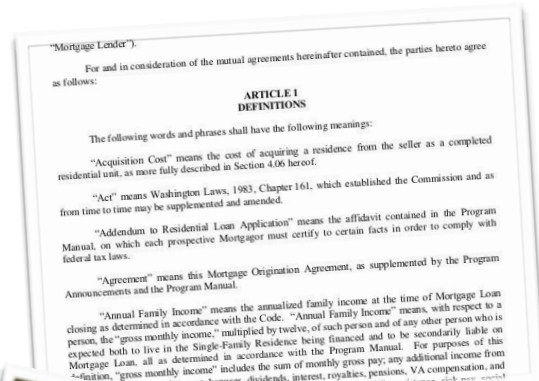 "Mortgage Lender").
For and in consideration of the mutual agreements hereinafter contained, the parties hereto agree
as follows:
ARTICLE I
DEFINITIONS
The following words and phrases shall have the following meanings:
"Acquisition Cost" means the cost of acquiring a residence from the seller as a completed
residential unit, as more fully described in Section 4.06 hereof.
"Act" means Washington Laws, 1983, Chapter 161, which established the Commission and as
from time to time may be supplemented and amended.
"Addendum to Residential Loan Application" means the affidavit contained in the Program
Manual, on which each prospective Mortgagor must certify to certain facts in order to comply with
federal tax laws.
"Agreement" means this Mortgage Origination Agreement, as supplemented by the Program
Announcements and the Program Manual.
"Annual Family Income" means the annualized family income at the time of Mortgage Loan
closing as determined in accordance with the Code. "Annual Family Income" means, with respect to a
person, the "gross monthly income," multiplied by twelve, of such person and of any other person who is
expected both to live in the Single-Family Residence being financed and to be secondarily liable on
Mortgage Loan, all as determined in accordance with the Program Manual. For purposes of this
definition, "gross monthly income" includes the sum of monthly gross pay; any additional income from
dividends, interest, royalties, pensions, VA compensation, and